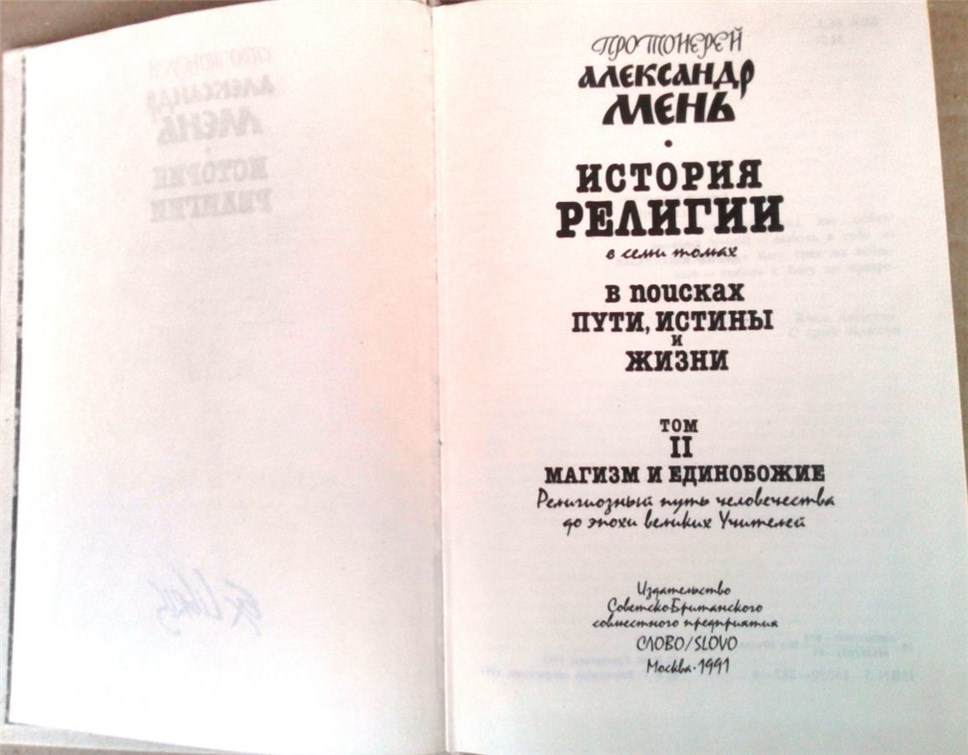 ПРОТОИЕРЕЙ
АЛЕКСАНДР
МЕНЬ
•
ИСТОРИЯ
РЕЛИГИИ
в семи томах
В ПОИСКАХ
ПУТИ, ИСТИНЫ
И
ЖИЗНИ
ТОМ
II
МАГИЗМ И ЕДИНОБОЖИЕ
Религиозный путь человечества
до эпохи великих Учителей
Издательство
Советско-Британского
совместного предприятия
СЛОВО/SLOVO
Москва·1991